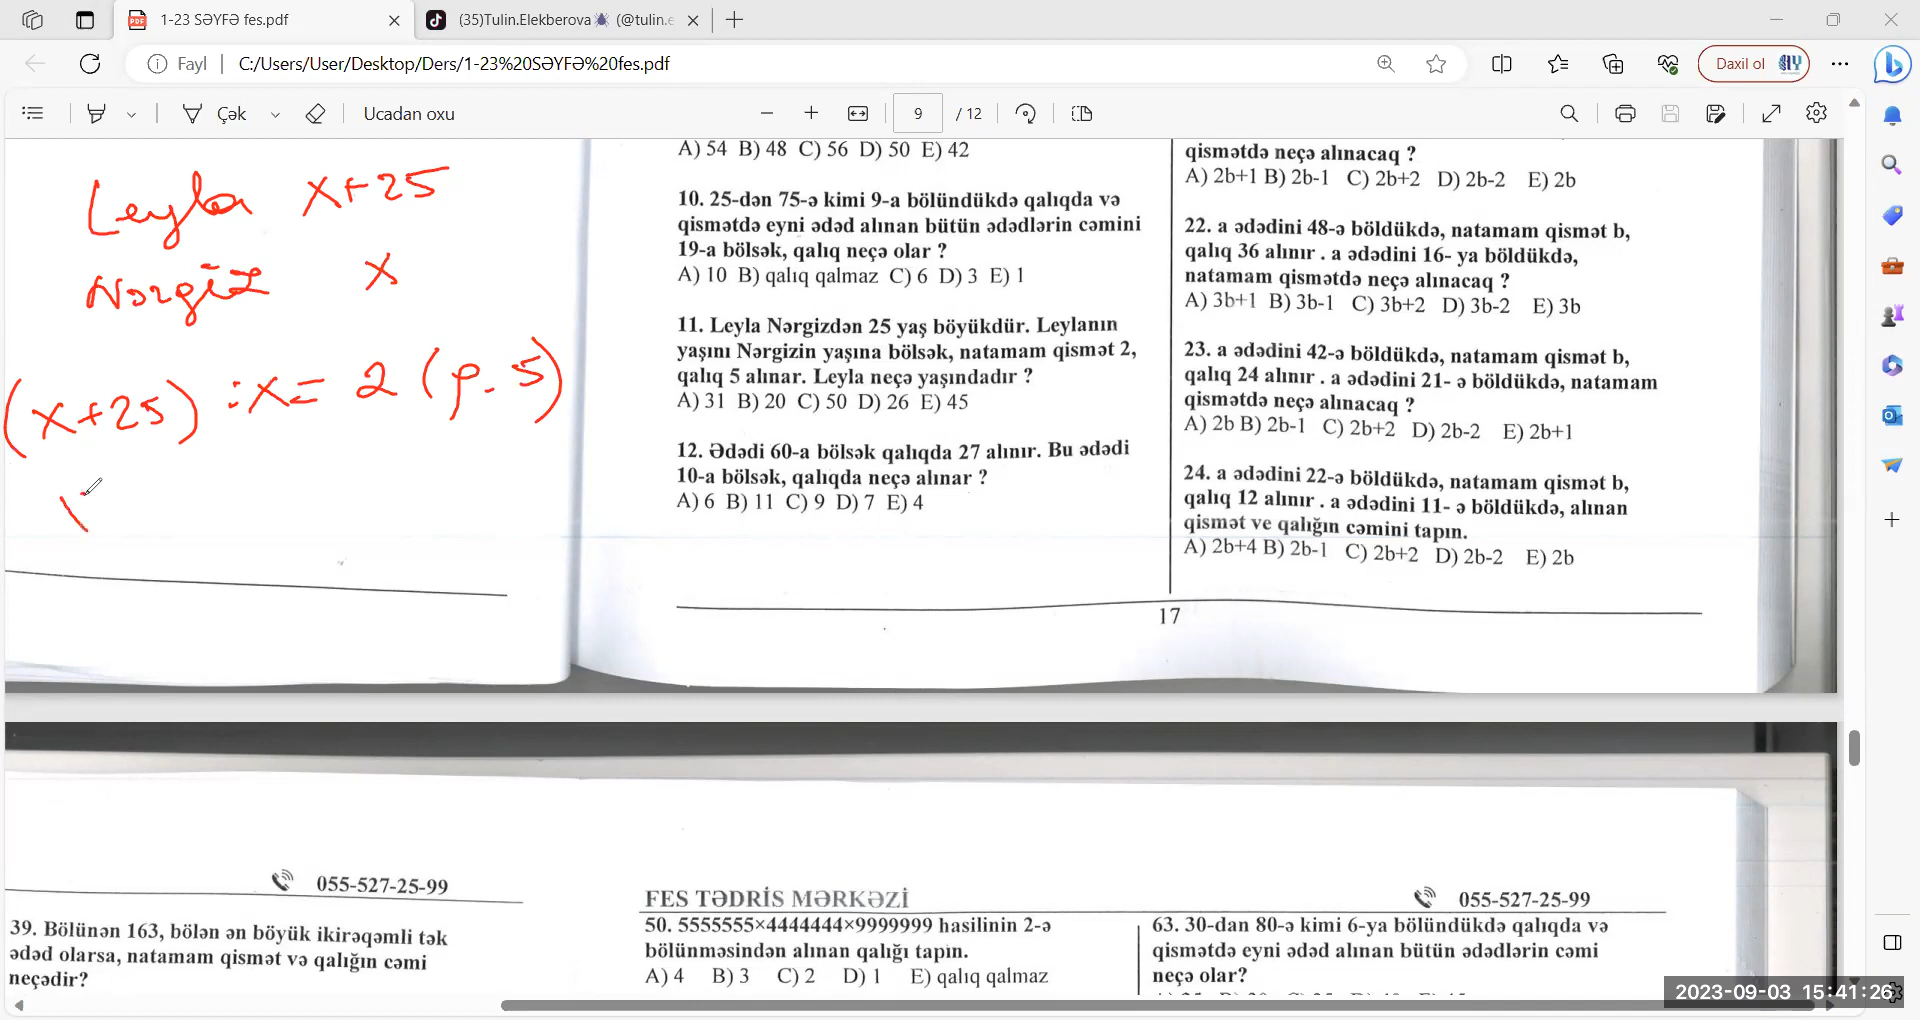 1-23 SƏYFƏ fes.pdf
(35)Tulin.Elekberova🕷 (@tulin.e
Fayl
C:/Users/User/Desktop/Ders/1-23%20SƏYFƏ%20fes.pdf
Daxil ol
Çək
Ucadan oxu
9 / 12
Leyla x+25
Nərgiz x
(x+25) :x= 2 (p. 5)
A) 54 B) 48 C) 56 D) 50 E) 42
10. 25-dən 75-ə kimi 9-a bölündükdə qalıqda və
qismətdə eyni ədəd alınan bütün ədədlərin cəmini
19-a bölsək, qalıq neçə olar ?
A) 10 B) qalıq qalmaz C) 6 D) 3 E) 1
11. Leyla Nərgizdən 25 yaş böyükdür. Leylanın
yaşını Nərgizin yaşına bölsək, natamam qismət 2,
qalıq 5 alınar. Leyla neçə yaşındadır ?
A) 31 B) 20 C) 50 D) 26 E) 45
12. Ədədi 60-a bölsək qalıqda 27 alınır. Bu ədədi
10-a bölsək, qalıqda neçə alınar ?
A) 6 B) 11 C) 9 D) 7 E) 4
qismətdə neçə alınacaq ?
A) 2b+1 B) 2b-1 C) 2b+2 D) 2b-2 E) 2b
22. a ədədini 48-ə böldükdə, natamam qismət b,
qalıq 36 alınır . a ədədini 16- ya böldükdə,
natamam qismətdə neçə alınacaq ?
A) 3b+1 B) 3b-1 C) 3b+2 D) 3b-2 E) 3b
23. a ədədini 42-ə böldükdə, natamam qismət b,
qalıq 24 alınır . a ədədini 21- ə böldükdə, natamam
qismətdə neçə alınacaq ?
A) 2b B) 2b-1 C) 2b+2 D) 2b-2 E) 2b+1
24. a ədədini 22-ə böldükdə, natamam qismət b,
qalıq 12 alınır . a ədədini 11- ə böldükdə, alınan
qismət ve qalığın cəmini tapın.
A) 2b+4 B) 2b-1 C) 2b+2 D) 2b-2 E) 2b
17
055-527-25-99
39. Bölünən 163, bölən ən böyük ikirəqəmli tək
ədəd olarsa, natamam qismət və qalığın cəmi
neçədir?
FES TƏDRİS MƏRKƏZİ
055-527-25-99
50. 5555555×4444444×9999999 hasilinin 2-ə
bölünməsindən alınan qalığı tapın.
A) 4 B) 3 C) 2 D) 1 E) qalıq qalmaz
63. 30-dan 80-ə kimi 6-ya bölündükdə qalıqda və
qismətdə eyni ədəd alınan bütün ədədlərin cəmi
neçə olar?
2023-09-03 15:41:26